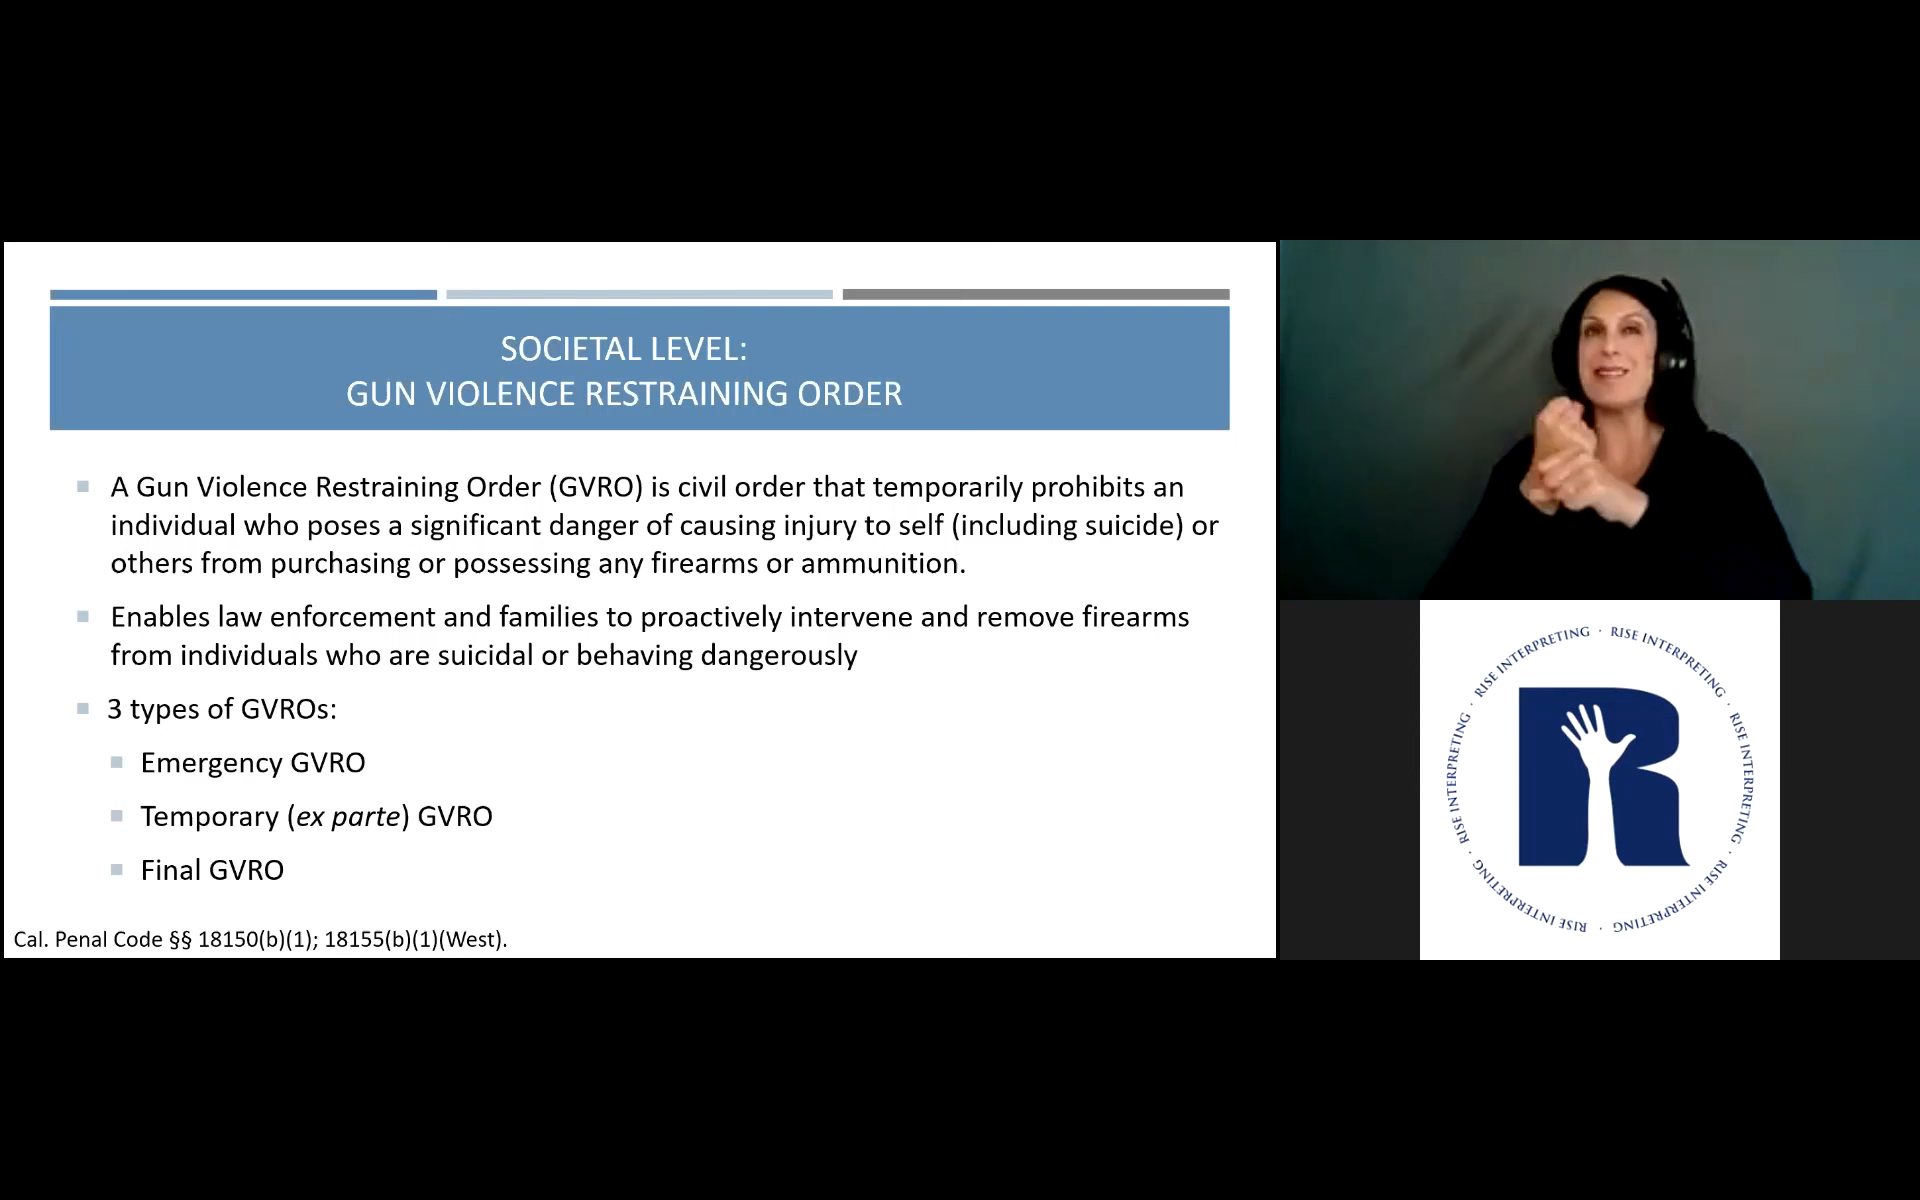 SOCIETAL LEVEL:
GUN VIOLENCE RESTRAINING ORDER
A Gun Violence Restraining Order (GVRO) is civil order that temporarily prohibits an
individual who poses a significant danger of causing injury to self (including suicide) or
others from purchasing or possessing any firearms or ammunition.
Enables law enforcement and families to proactively intervene and remove firearms
from individuals who are suicidal or behaving dangerously
3 types of GVROs:
Emergency GVRO
Temporary (ex parte) GVRO
Final GVRO
Cal. Penal Code §§ 18150(b)(1); 18155(b)(1)(West).
RISE INTERPRETING · RISE INTERPRETING · RISE INTERPRETING · RISE INTERPRETING · RISE INTERPRETING · RISE INTERPRETING ·
R